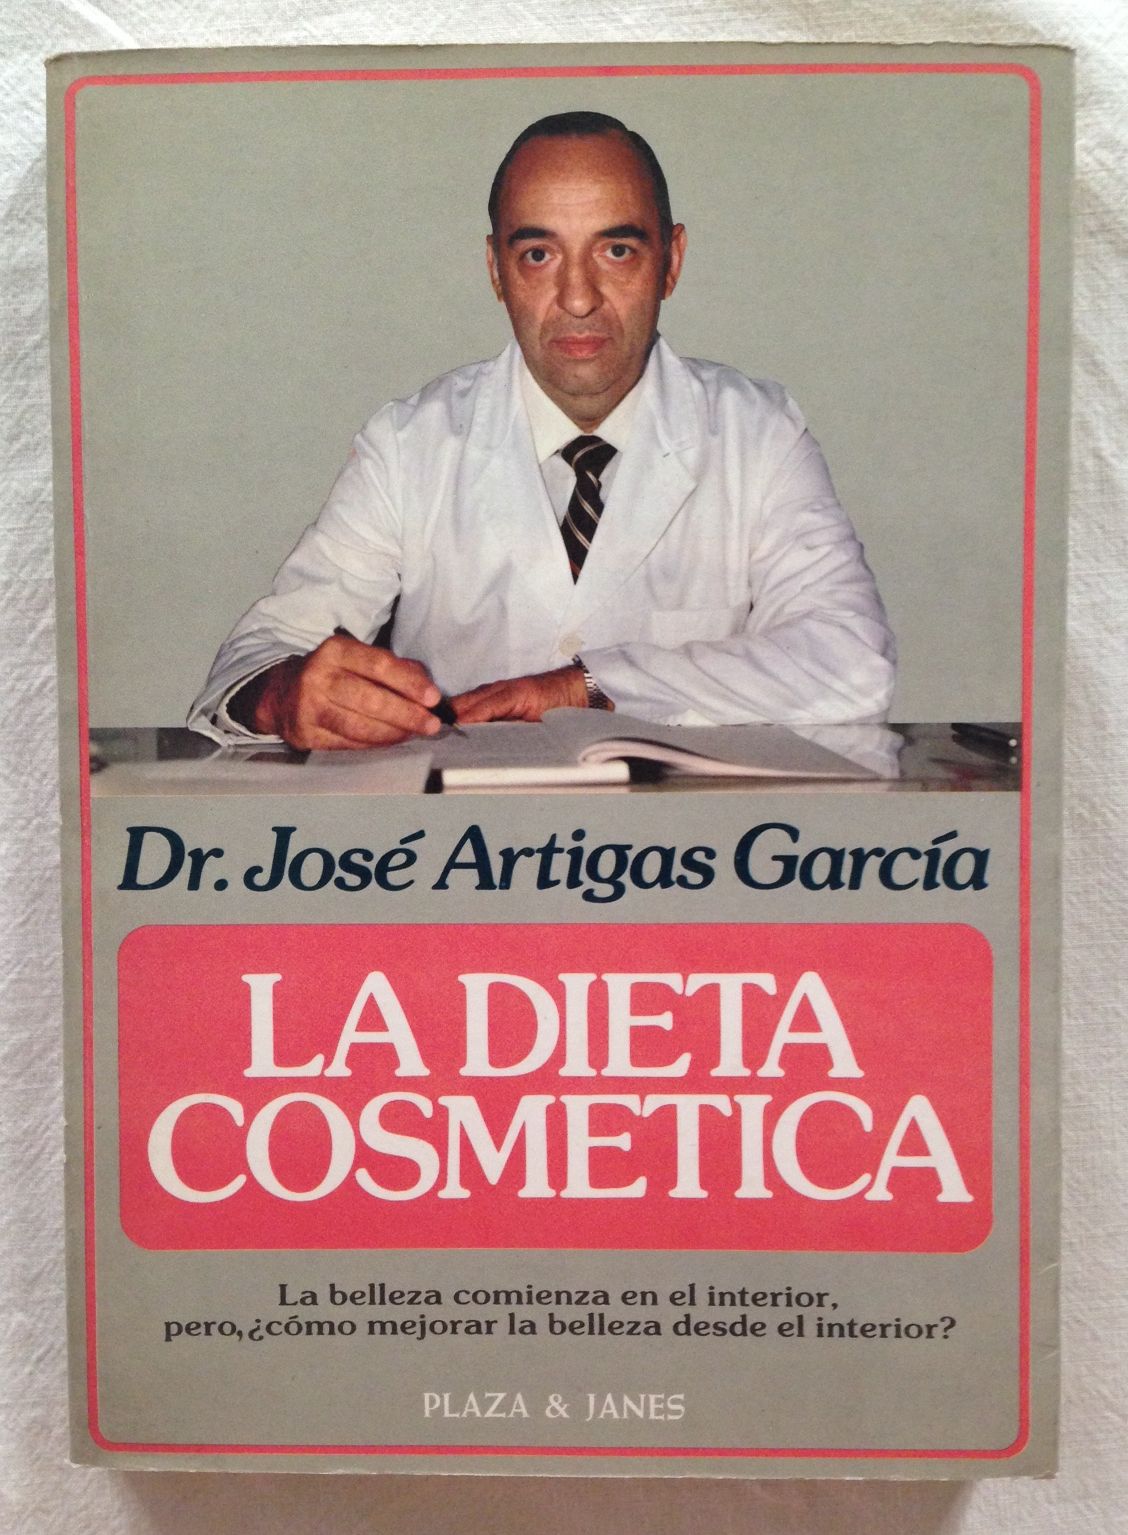 Dr. José Artigas García
LA DIETA
COSMETICA
La belleza comienza en el interior,
pero, ¿cómo mejorar la belleza desde el interior?
PLAZA & JANES